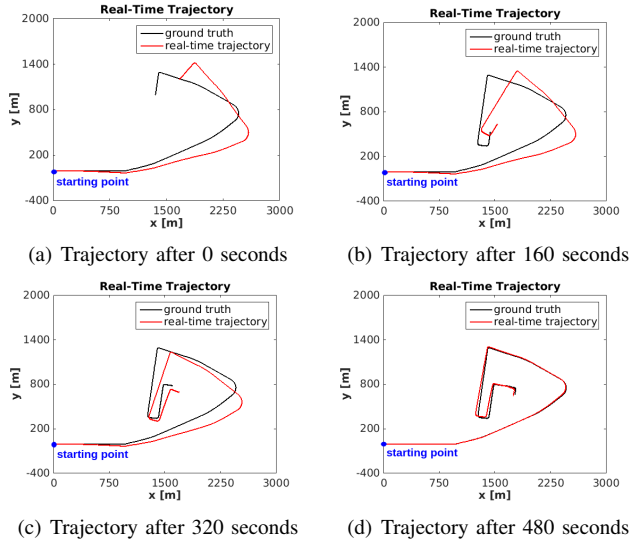 Real-Time Trajectory
2000
1400
800
200
-400
y [m]
ground truth
real-time trajectory
starting point
0
750
1500
2250
3000
x [m]
(a) Trajectory after 0 seconds
Real-Time Trajectory
2000
1400
800
200
-400
y [m]
ground truth
real-time trajectory
starting point
0
750
1500
2250
3000
x [m]
(b) Trajectory after 160 seconds
Real-Time Trajectory
2000
1400
800
200
-400
y [m]
ground truth
real-time trajectory
starting point
0
750
1500
2250
3000
x [m]
(c) Trajectory after 320 seconds
Real-Time Trajectory
2000
1400
800
200
-400
y [m]
ground truth
real-time trajectory
starting point
0
750
1500
2250
3000
x [m]
(d) Trajectory after 480 seconds